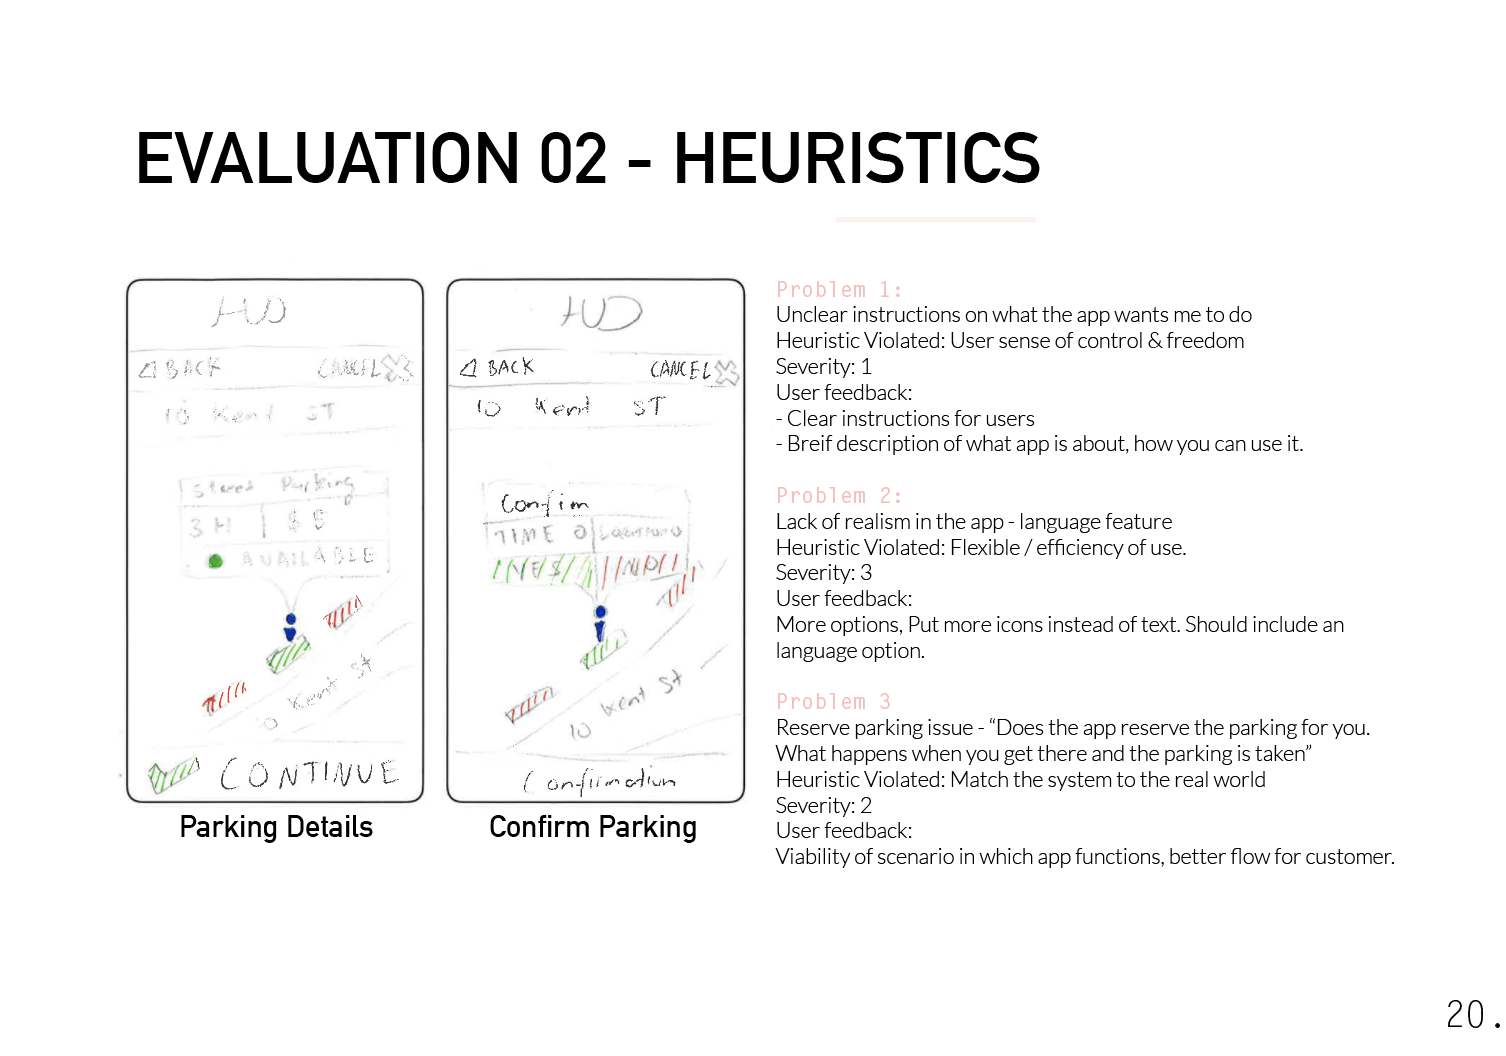 EVALUATION 02 - HEURISTICS
HUD
BACK CANCEL
10 Kent ST
Street Parking
3 H $ 5
AVAILABLE
10 Kent St
CONTINUE
Parking Details
HUD
BACK CANCEL
10 Kent ST
Confirm
TIME
YES NO
10 Kent St
Confirmation
Confirm Parking
Problem 1:
Unclear instructions on what the app wants me to do
Heuristic Violated: User sense of control & freedom
Severity: 1
User feedback:
- Clear instructions for users
- Breif description of what app is about, how you can use it.
Problem 2:
Lack of realism in the app - language feature
Heuristic Violated: Flexible / efficiency of use.
Severity: 3
User feedback:
More options, Put more icons instead of text. Should include an
language option.
Problem 3
Reserve parking issue - “Does the app reserve the parking for you.
What happens when you get there and the parking is taken”
Heuristic Violated: Match the system to the real world
Severity: 2
User feedback:
Viability of scenario in which app functions, better flow for customer.
20.